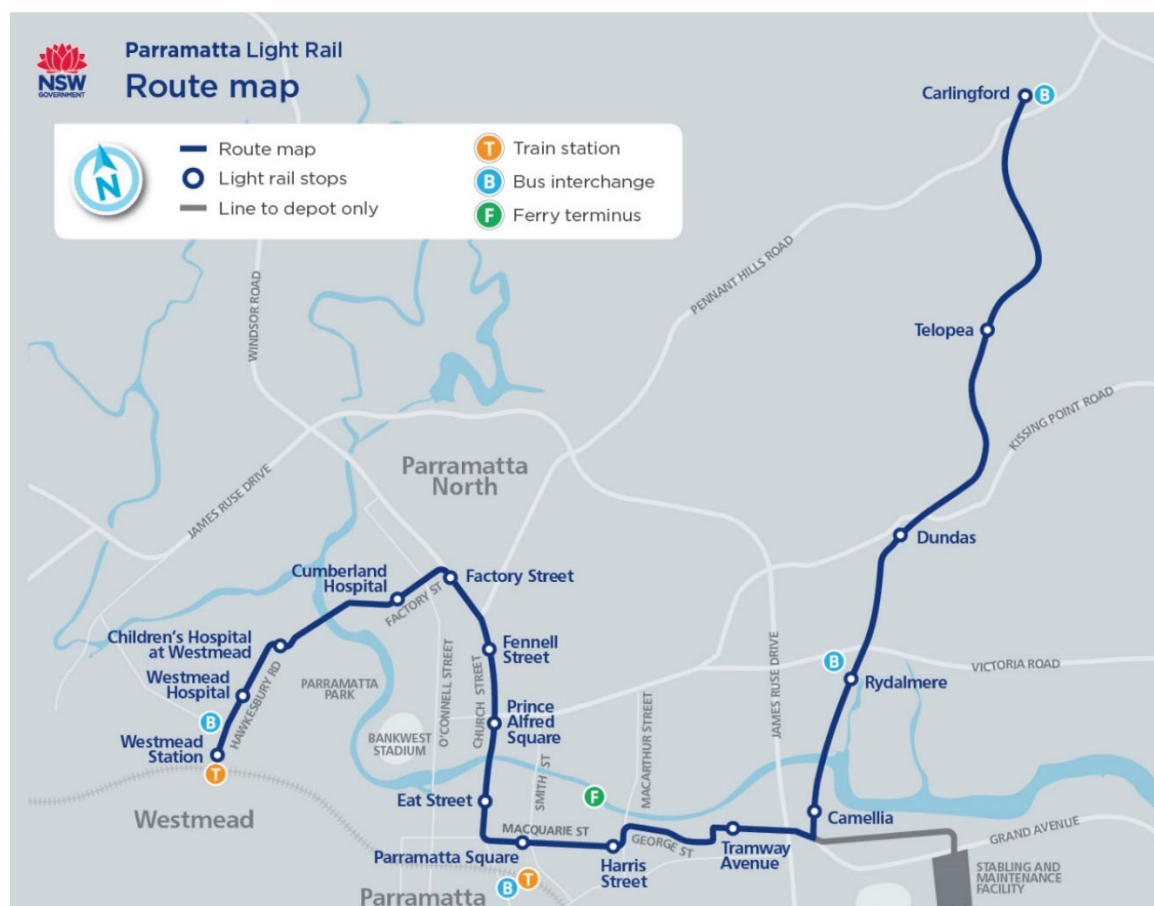 Parramatta Light Rail
Route map
NSW
GOVERNMENT
N
Route map
Light rail stops
Line to depot only
T Train station
B Bus interchange
F Ferry terminus
Carlingford
B
PENNANT HILLS ROAD
WINDSOR ROAD
Telopea
KISSING POINT ROAD
Parramatta
North
JAMES RUSE DRIVE
Dundas
Cumberland
Hospital
Factory Street
FACTORY ST
Children's Hospital
at Westmead
Fennell
Street
JAMES RUSE DRIVE
B
VICTORIA ROAD
Rydalmere
Westmead
Hospital
HAWKESBURY RD
PARRAMATTA
PARK
O'CONNELL STREET
CHURCH STREET
Prince
Alfred
Square
B
Westmead
Station
T
BANKWEST
STADIUM
SMITH ST
MACARTHUR STREET
F
Westmead
Eat Street
Camellia
MACQUARIE ST
GEORGE ST
GRAND AVENUE
Parramatta Square
Harris
Street
Tramway
Avenue
STABLING AND
MAINTENANCE
FACILITY
B
T
Parramatta